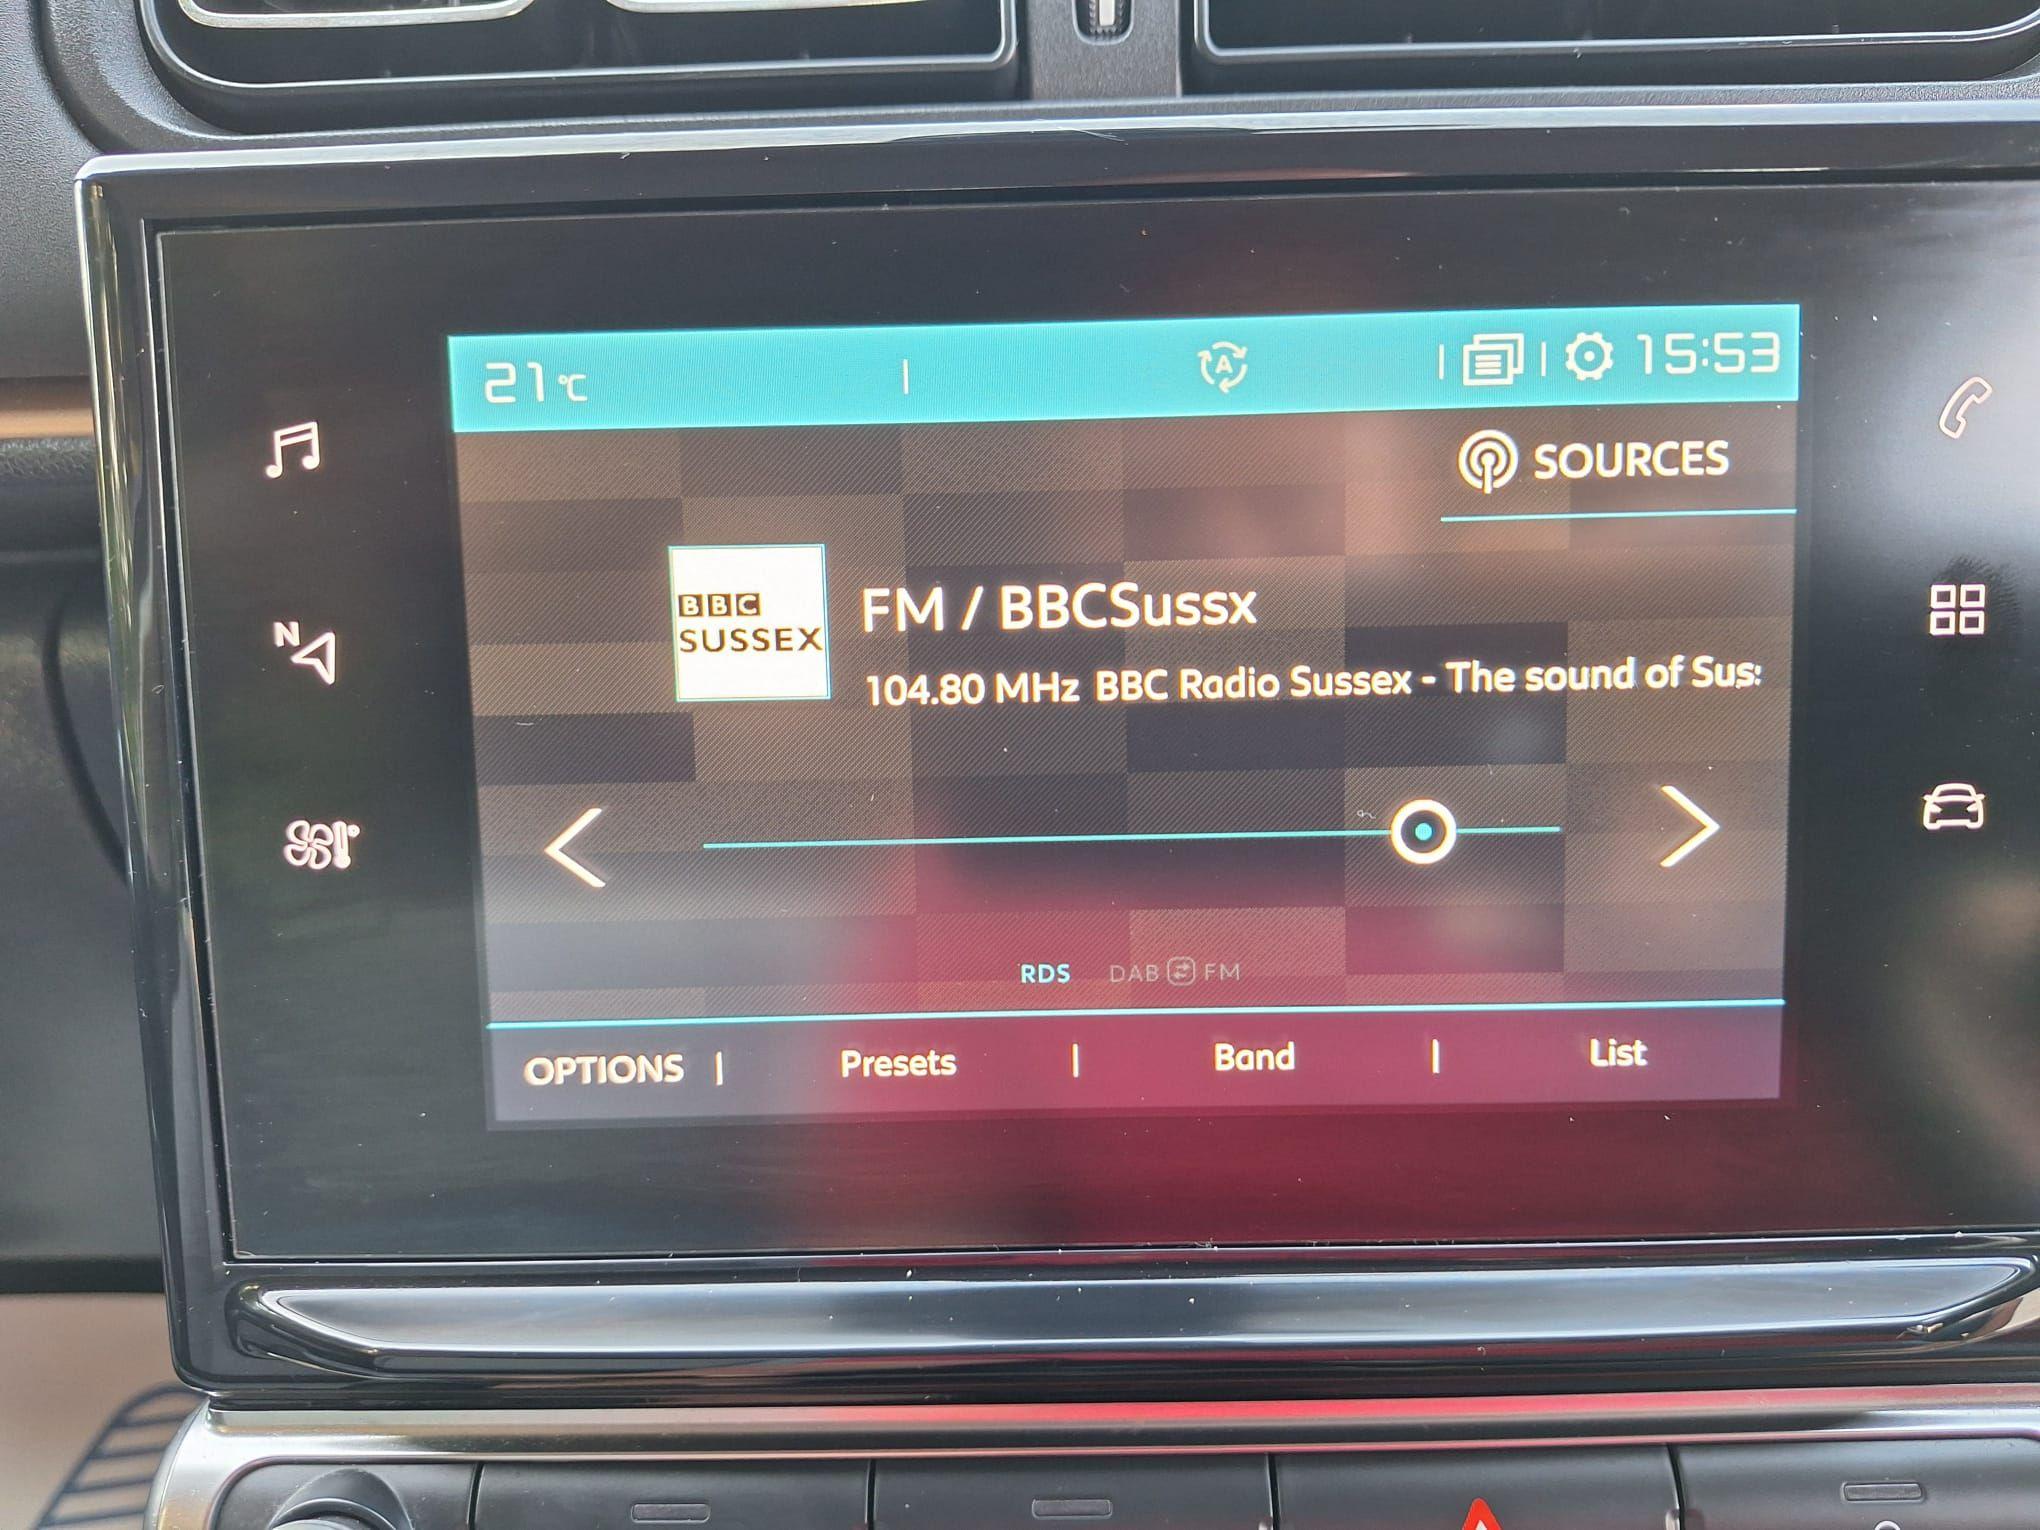 21°C
A
15:53
SOURCES
N
BBC
SUSSEX
FM / BBCSussx
104.80 MHz BBC Radio Sussex - The sound of Sus
RDS DAB FM
OPTIONS | Presets | Band | List